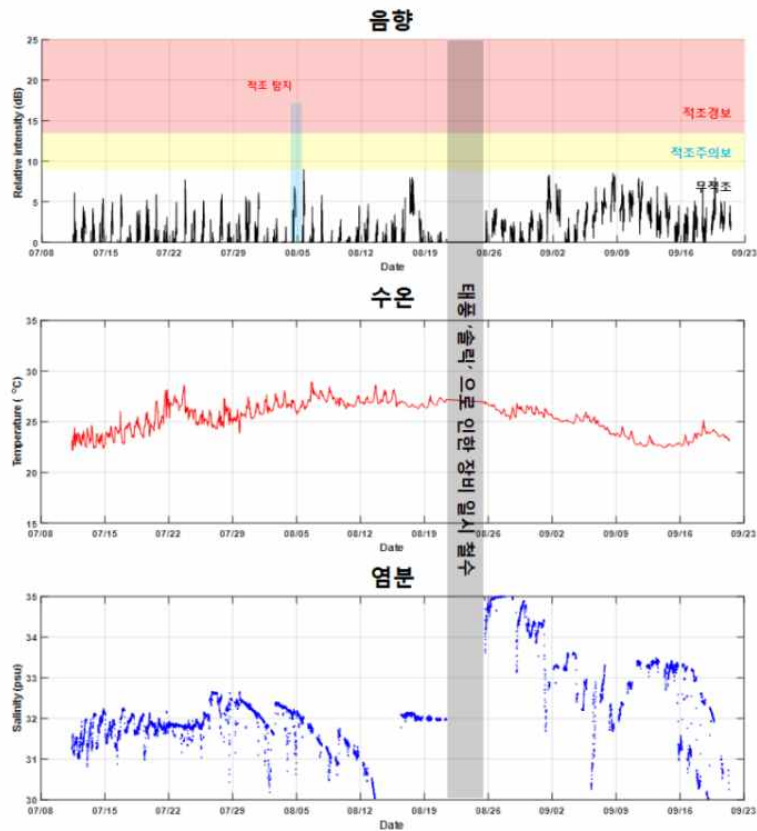 음향
25
20
15
10
5
0
Relative Intensity (dB)
적조 탐지
적조경보
적조주의보
무적조
07/08 07/15 07/22 07/29 08/05 08/12 08/19 08/26 09/02 09/09 09/16 09/23
Date
수온
35
30
25
20
15
Temperature ( °C)
07/08 07/15 07/22 07/29 08/05 08/12 08/19 08/26 09/02 09/09 09/16 09/23
Date
태풍 '솔릭' 으로 인한 장비 일시 철수
염분
35
34
33
32
31
30
Salinity (psu)
07/08 07/15 07/22 07/29 08/05 08/12 08/19 08/26 09/02 09/09 09/16 09/23
Date